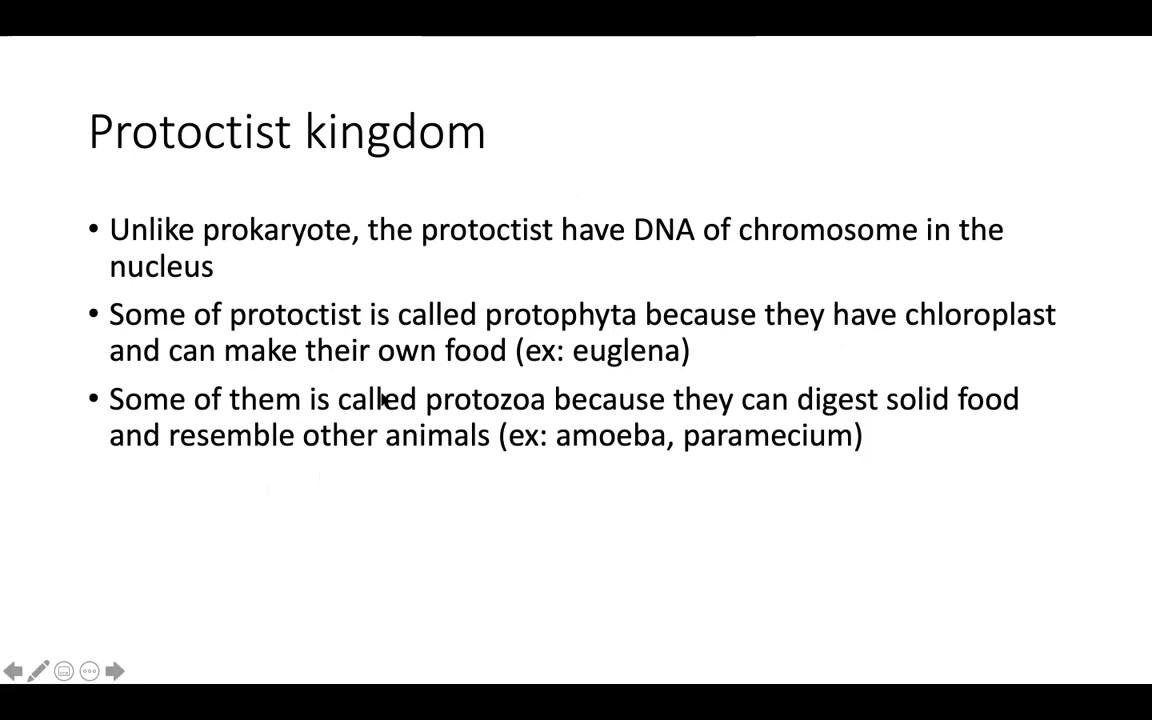 Protoctist kingdom
• Unlike prokaryote, the protoctist have DNA of chromosome in the
nucleus
• Some of protoctist is called protophyta because they have chloroplast
and can make their own food (ex: euglena)
• Some of them is called protozoa because they can digest solid food
and resemble other animals (ex: amoeba, paramecium)